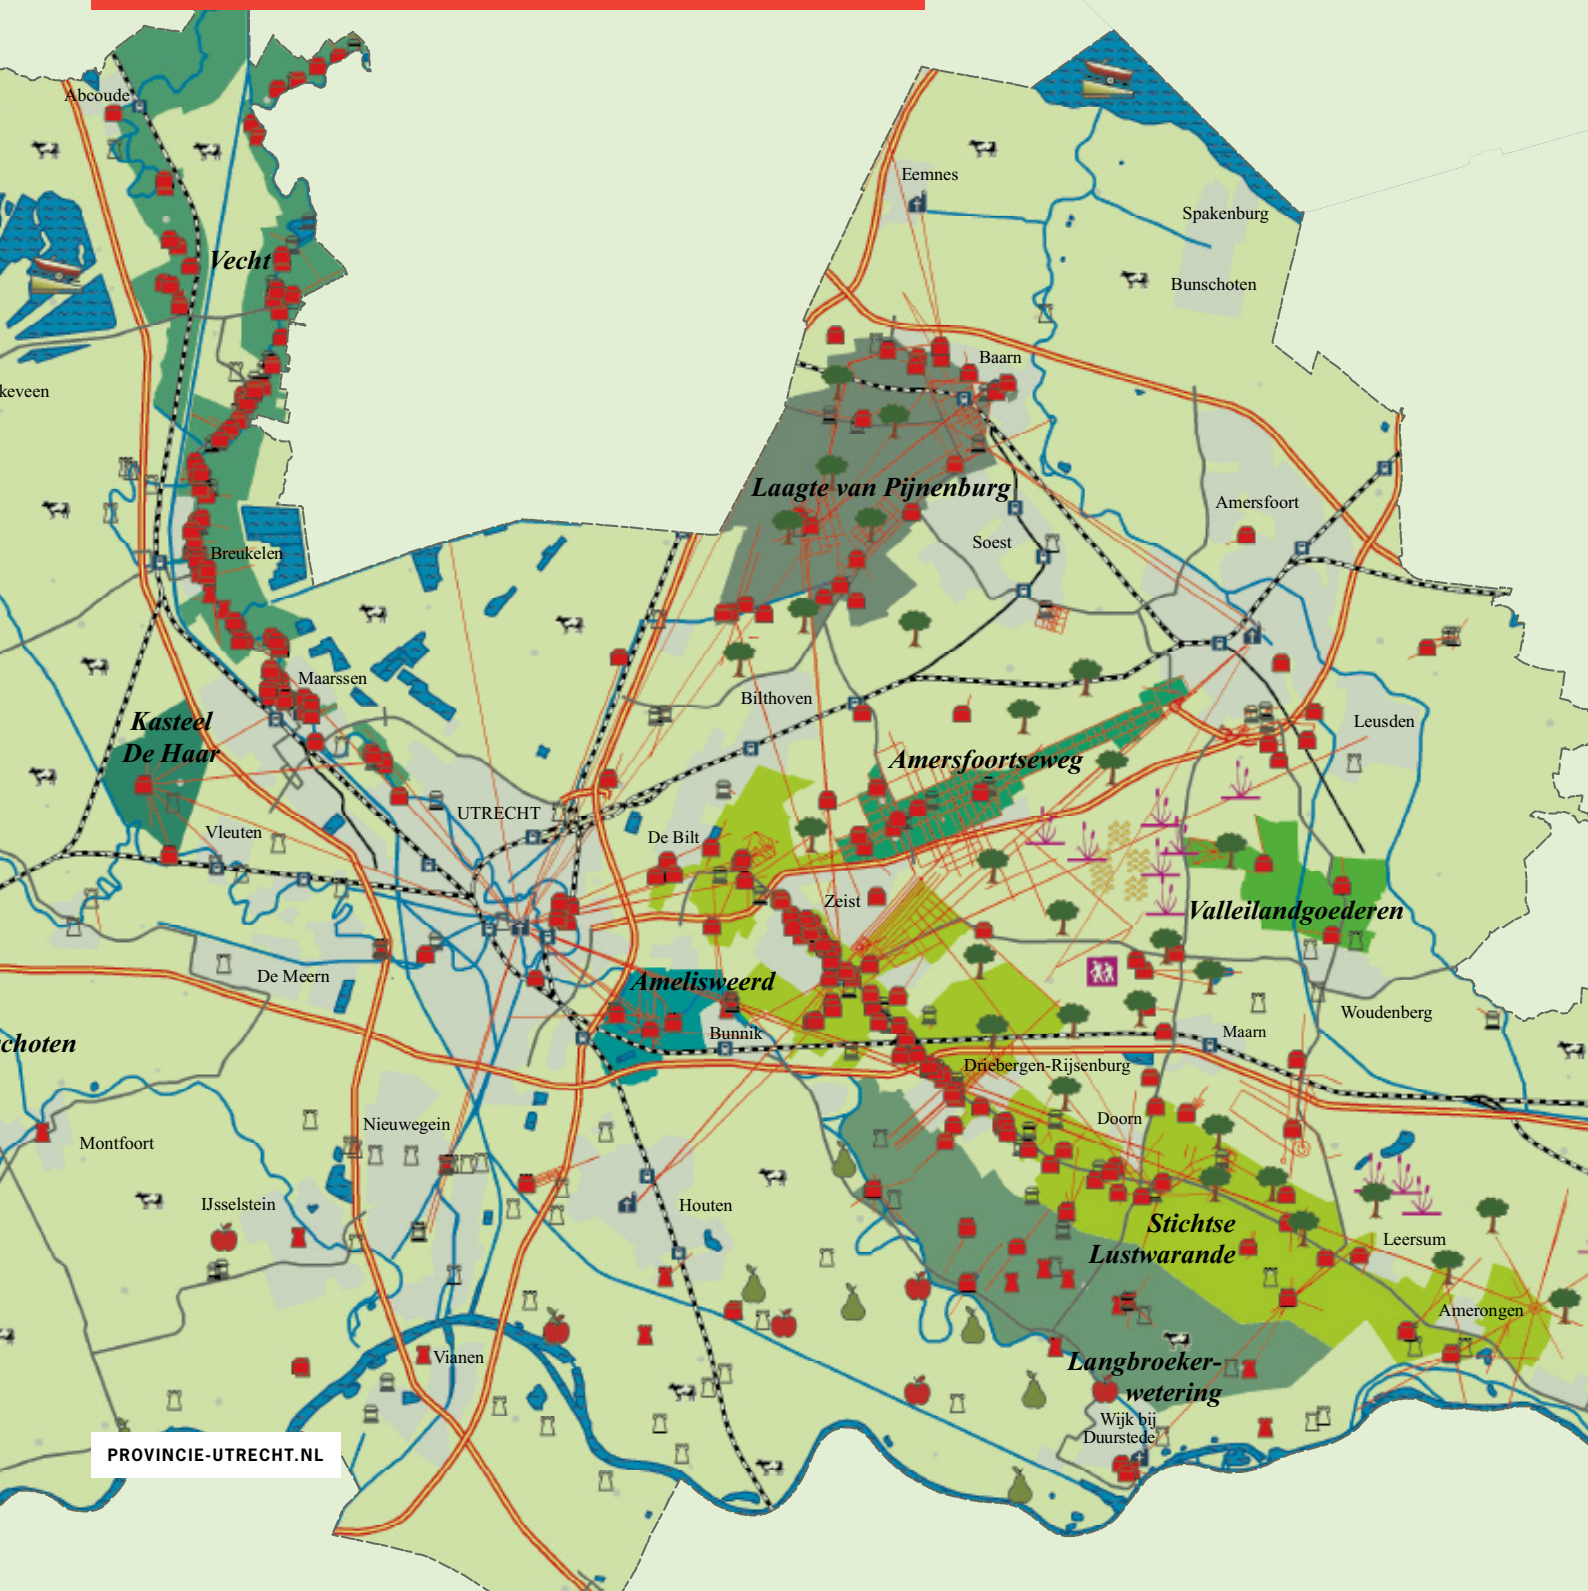 Abcoude
Eemnes
Spakenburg
Bunschoten
Vecht
Baarn
keveen
Laagte van Pijnenburg
Amersfoort
Soest
Breukelen
Maarssen
Bilthoven
Leusden
Kasteel
De Haar
Amersfoortseweg
UTRECHT
Vleuten
De Bilt
Zeist
Valleilandgoederen
De Meern
Amelisweerd
Bunnik
Woudenberg
Maarn
choten
Driebergen-Rijsenburg
Doorn
Montfoort
Nieuwegein
IJsselstein
Houten
Stichtse
Lustwarande
Leersum
Amerongen
Vianen
Langbroeker-
wetering
Wijk bij
Duurstede
PROVINCIE-UTRECHT.NL